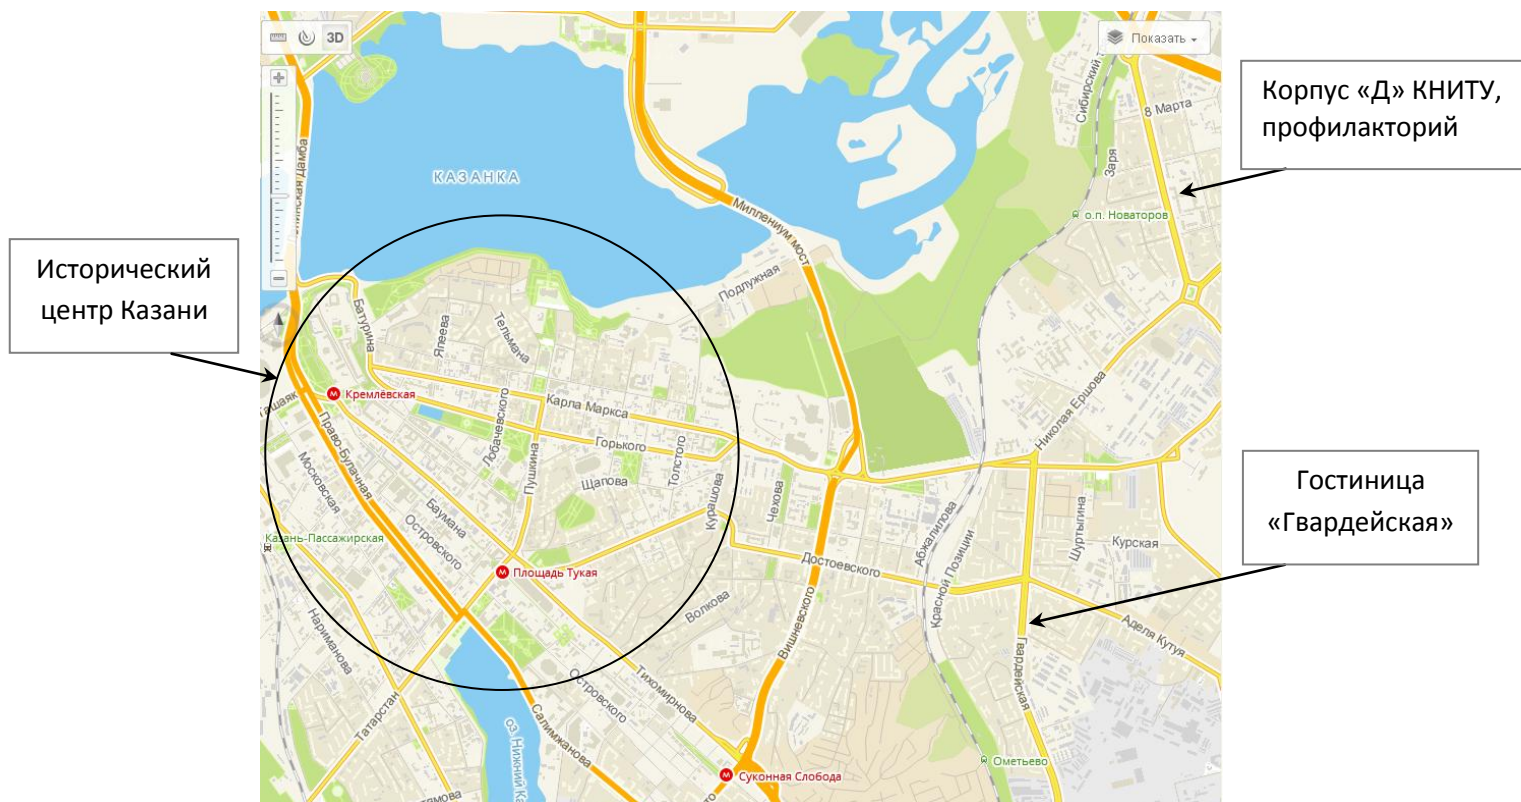 3D
Показать
Корпус «Д» КНИТУ,
профилакторий
Сибирский
8 Марта
Заря
о.п. Новаторов
КАЗАНКА
Миллениум мост
Подлужная
Исторический
центр Казани
Батурина
Япеева
Тельмана
Кремлёвская
Карла Маркса
Лобачевского
Горького
Толстого
Пушкина
Щапова
Курашова
Чехова
Право-Булачная
Московская
Баумана
Островского
Казань-Пассажирская
Площадь Тукая
Николая Ершова
Гостиница
«Гвардейская»
Абжалилова
Красной Позиции
Шуртыгина
Курская
Достоевского
Волкова
Вишневского
Гвардейская
Аделя Кутуя
Нариманова
Татарстан
Островского
Тихомирнова
Салимжанова
оз. Нижний
Суконная Слобода
Ометьево